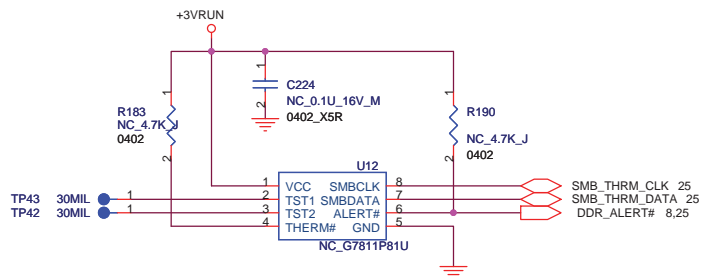 +3VRUN
1
C224
2
NC_0.1U_16V_M
0402_X5R
1
R183
NC_4.7K_J
0402
2
1
R190
NC_4.7K_J
0402
2
U12
1 VCC SMBCLK 8 SMB_THRM_CLK 25
TP43 30MIL 1 2 TST1 SMBDATA 7 SMB_THRM_DATA 25
TP42 30MIL 1 3 TST2 ALERT# 6 DDR_ALERT# 8,25
4 THERM# GND 5
NC_G7811P81U